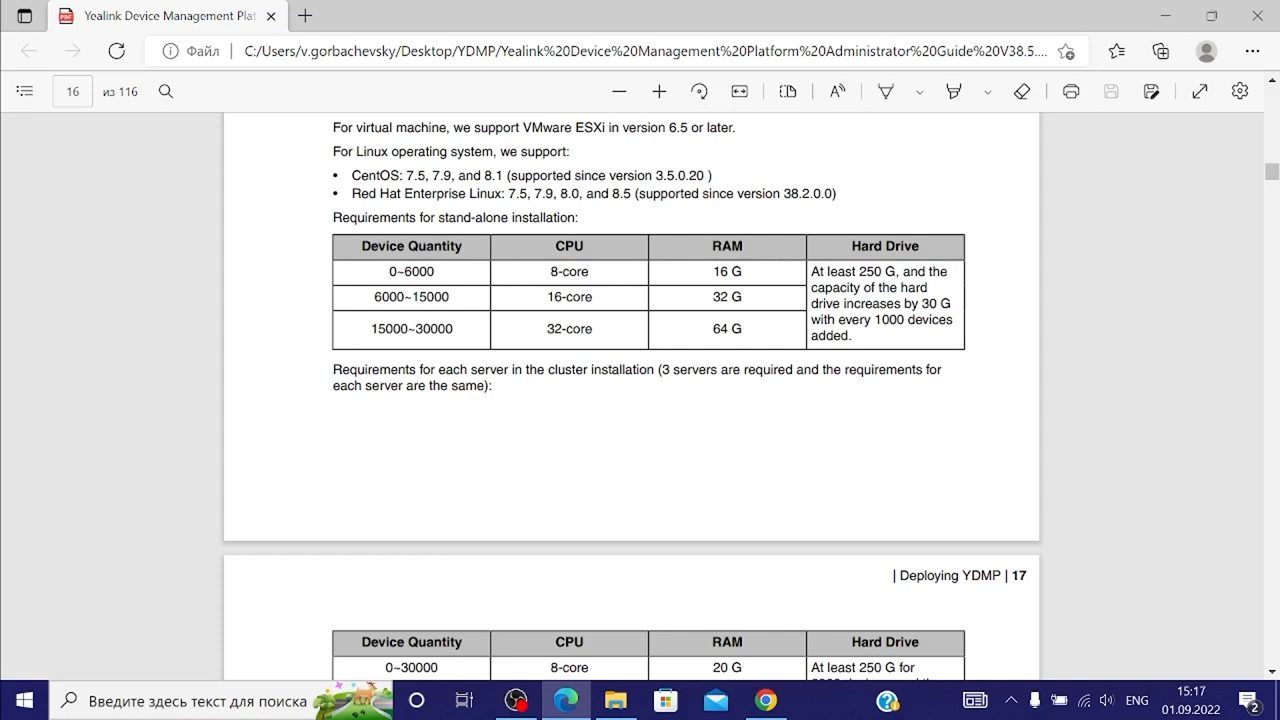 Yealink Device Management Plat
Файл
C:/Users/v.gorbachevsky/Desktop/YDMP/Yealink%20Device%20Management%20Platform%20Administrator%20Guide%20V38.5....
16 из 116
For virtual machine, we support VMware ESXi in version 6.5 or later.
For Linux operating system, we support:
• CentOS: 7.5, 7.9, and 8.1 (supported since version 3.5.0.20 )
• Red Hat Enterprise Linux: 7.5, 7.9, 8.0, and 8.5 (supported since version 38.2.0.0)
Requirements for stand-alone installation:
Device Quantity CPU RAM Hard Drive
0~6000 8-core 16 G
6000~15000 16-core 32 G
15000~30000 32-core 64 G
At least 250 G, and the
capacity of the hard
drive increases by 30 G
with every 1000 devices
added.
Requirements for each server in the cluster installation (3 servers are required and the requirements for
each server are the same):
| Deploying YDMP | 17
Device Quantity CPU RAM Hard Drive
0~30000 8-core 20 G At least 250 G for
Введите здесь текст для поиска
ENG
15:17
01.09.2022
2